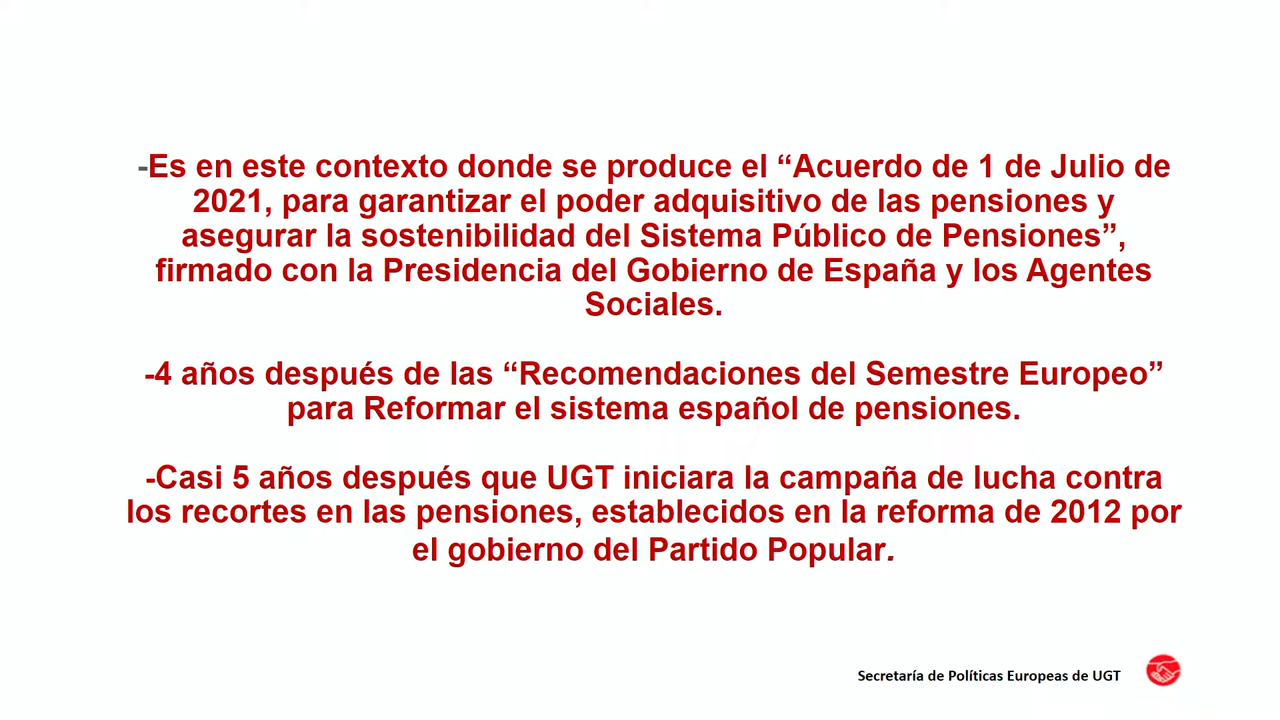 -Es en este contexto donde se produce el “Acuerdo de 1 de Julio de
2021, para garantizar el poder adquisitivo de las pensiones y
asegurar la sostenibilidad del Sistema Público de Pensiones”,
firmado con la Presidencia del Gobierno de España y los Agentes
Sociales.
-4 años después de las “Recomendaciones del Semestre Europeo”
para Reformar el sistema español de pensiones.
-Casi 5 años después que UGT iniciara la campaña de lucha contra
los recortes en las pensiones, establecidos en la reforma de 2012 por
el gobierno del Partido Popular.
Secretaría de Políticas Europeas de UGT